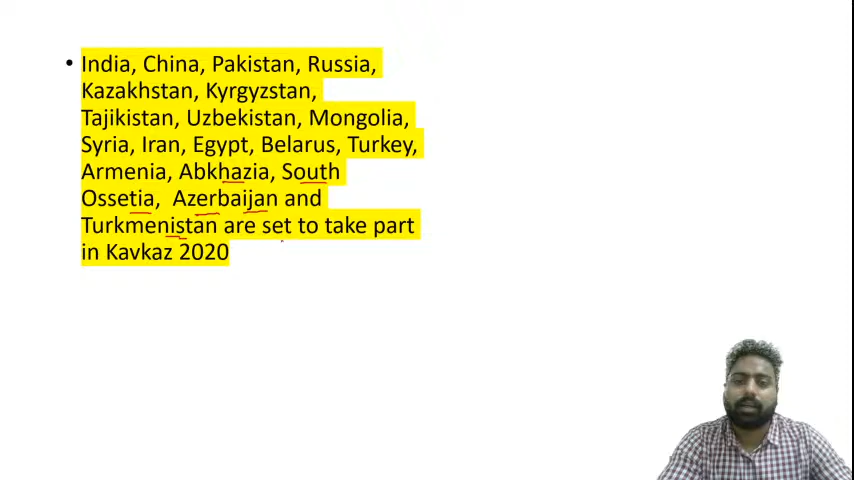 • India, China, Pakistan, Russia,
Kazakhstan, Kyrgyzstan,
Tajikistan, Uzbekistan, Mongolia,
Syria, Iran, Egypt, Belarus, Turkey,
Armenia, Abkhazia, South
Ossetia,  Azerbaijan and
Turkmenistan are set to take part
in Kavkaz 2020